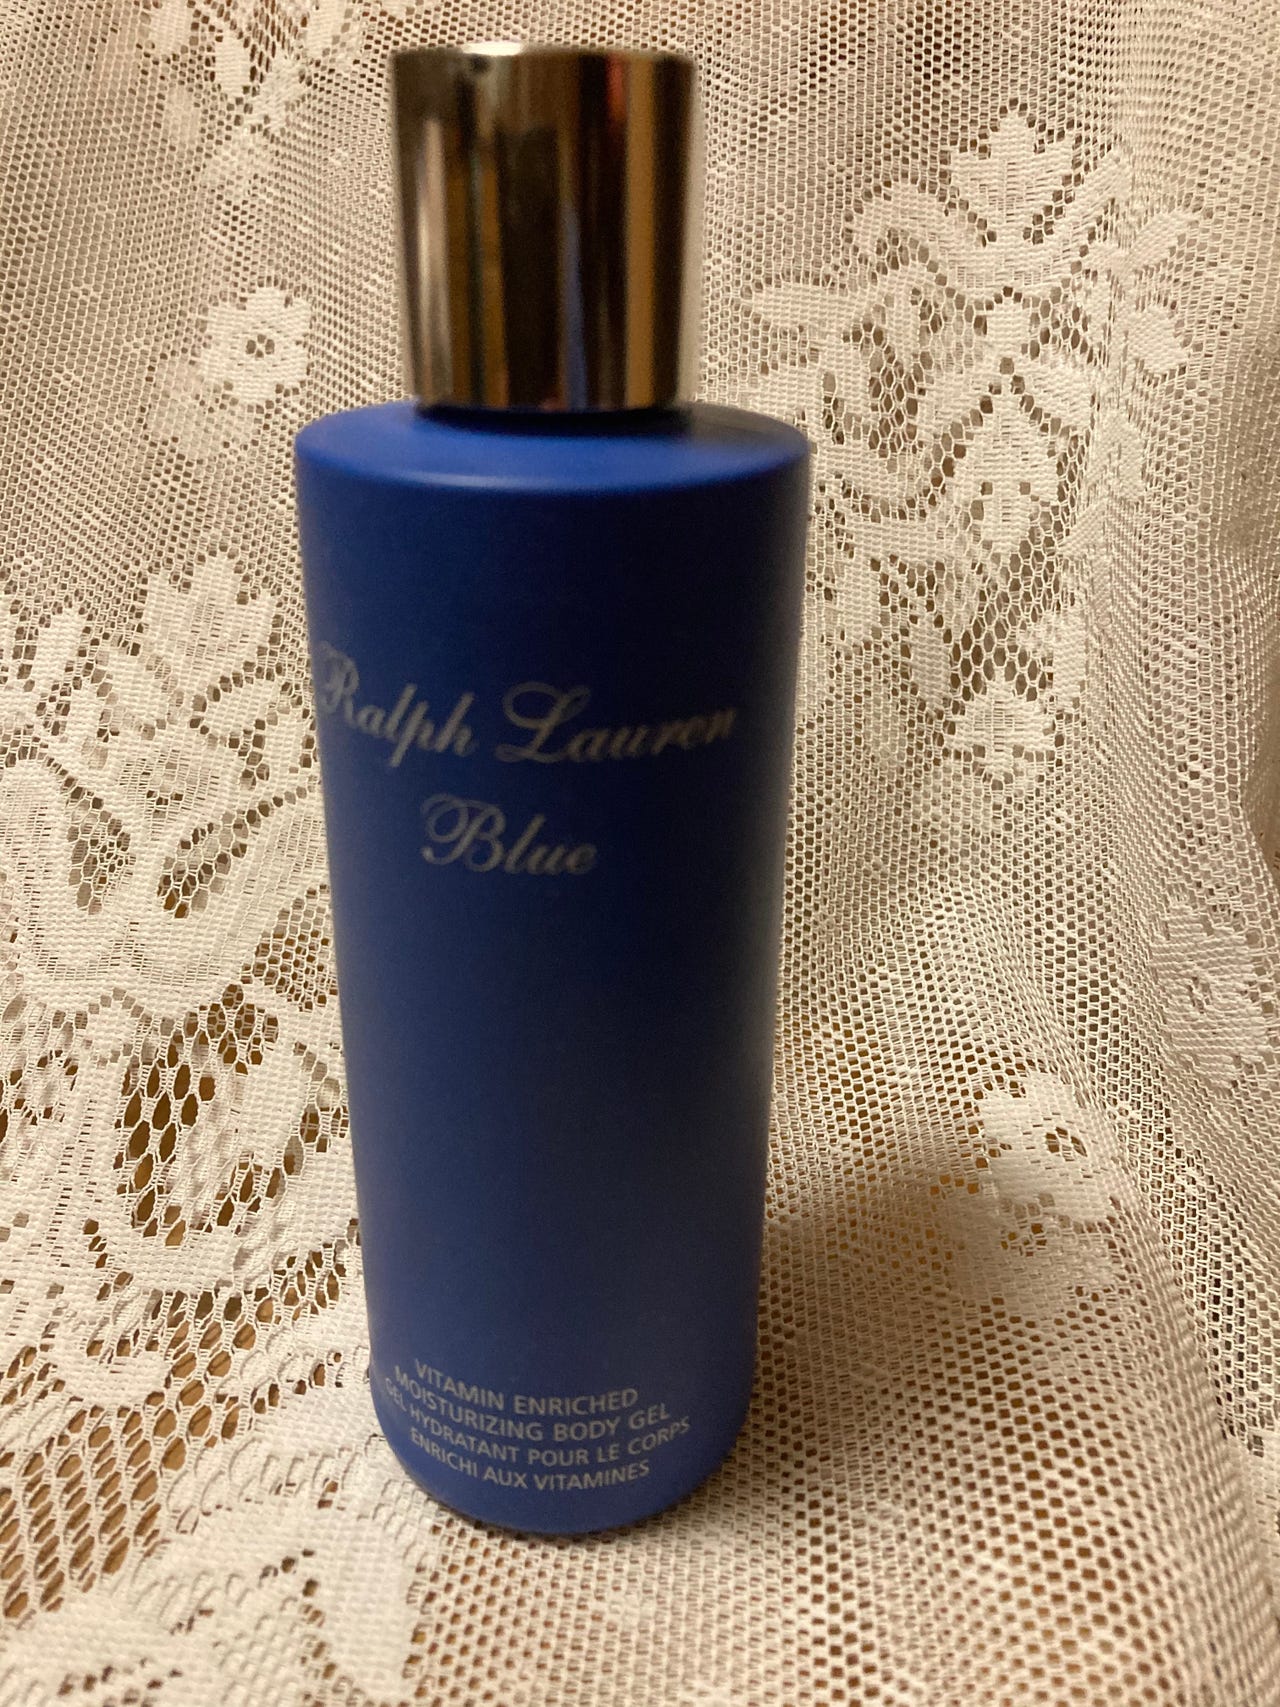 Ralph Lauren
Blue
VITAMIN ENRICHED
MOISTURIZING BODY GEL
GEL HYDRATANT POUR LE CORPS
ENRICHI AUX VITAMINES